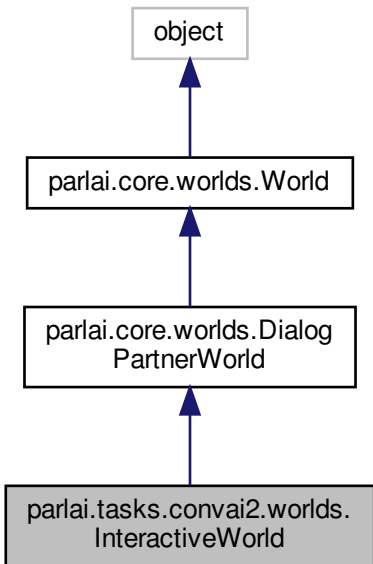 object
parlai.core.worlds.World
parlai.core.worlds.Dialog
PartnerWorld
parlai.tasks.convai2.worlds.
InteractiveWorld